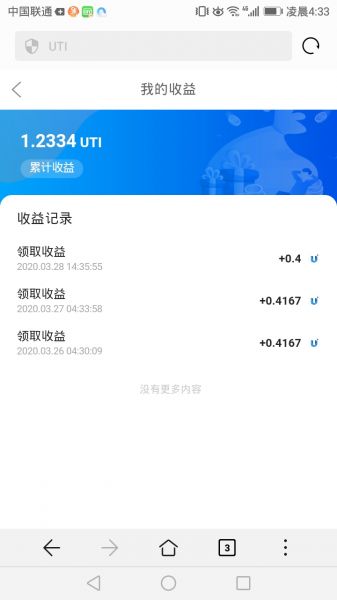 中国联通 4G 凌晨4:33
UTI
我的收益
1.2334 UTI
累计收益
收益记录
领取收益
2020.03.28 14:35:55
+0.4
领取收益
2020.03.27 04:33:58
+0.4167
领取收益
2020.03.26 04:30:09
+0.4167
没有更多内容
3